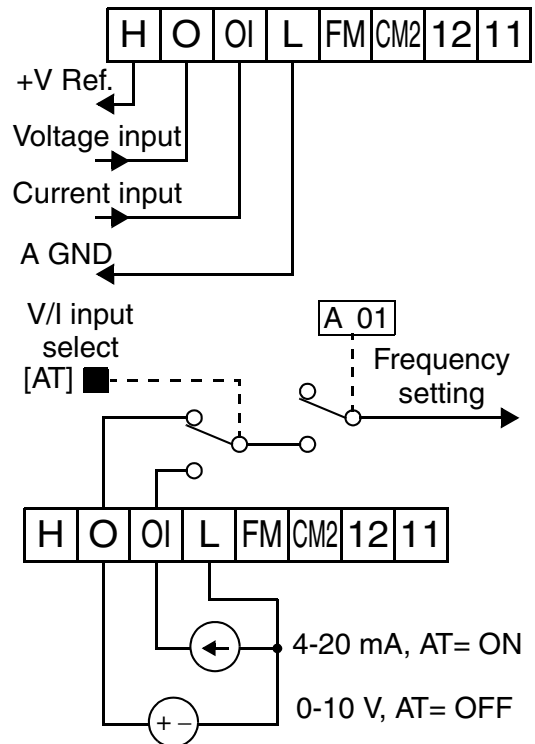 H O OI L FM CM2 12 11
+V Ref.
Voltage input
Current input
A GND
V/I input
select
[AT]
A 01
Frequency
setting
H O OI L FM CM2 12 11
4-20 mA, AT= ON
+ –
0-10 V, AT= OFF